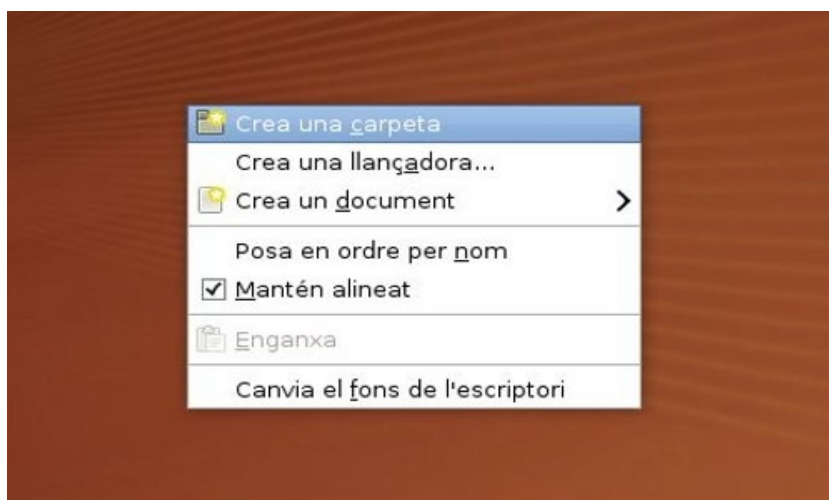 Crea una carpeta
Crea una llançadora...
Crea un document
Posa en ordre per nom
Mantén alineat
Enganxa
Canvia el fons de l'escriptori